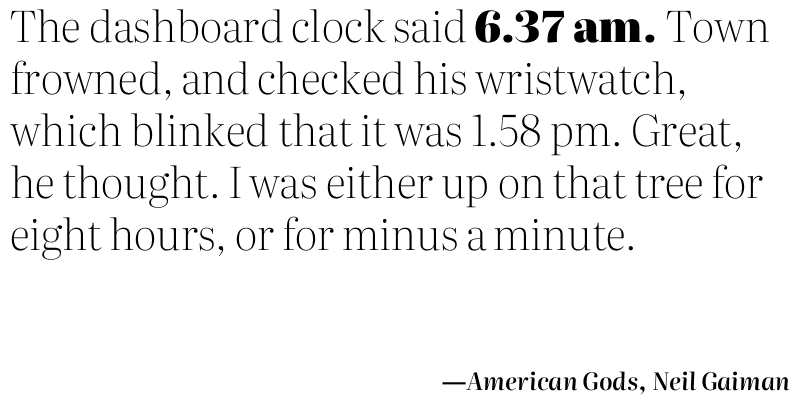 The dashboard clock said 6.37 am. Town
frowned, and checked his wristwatch,
which blinked that it was 1.58 pm. Great,
he thought. I was either up on that tree for
eight hours, or for minus a minute.
—American Gods, Neil Gaiman